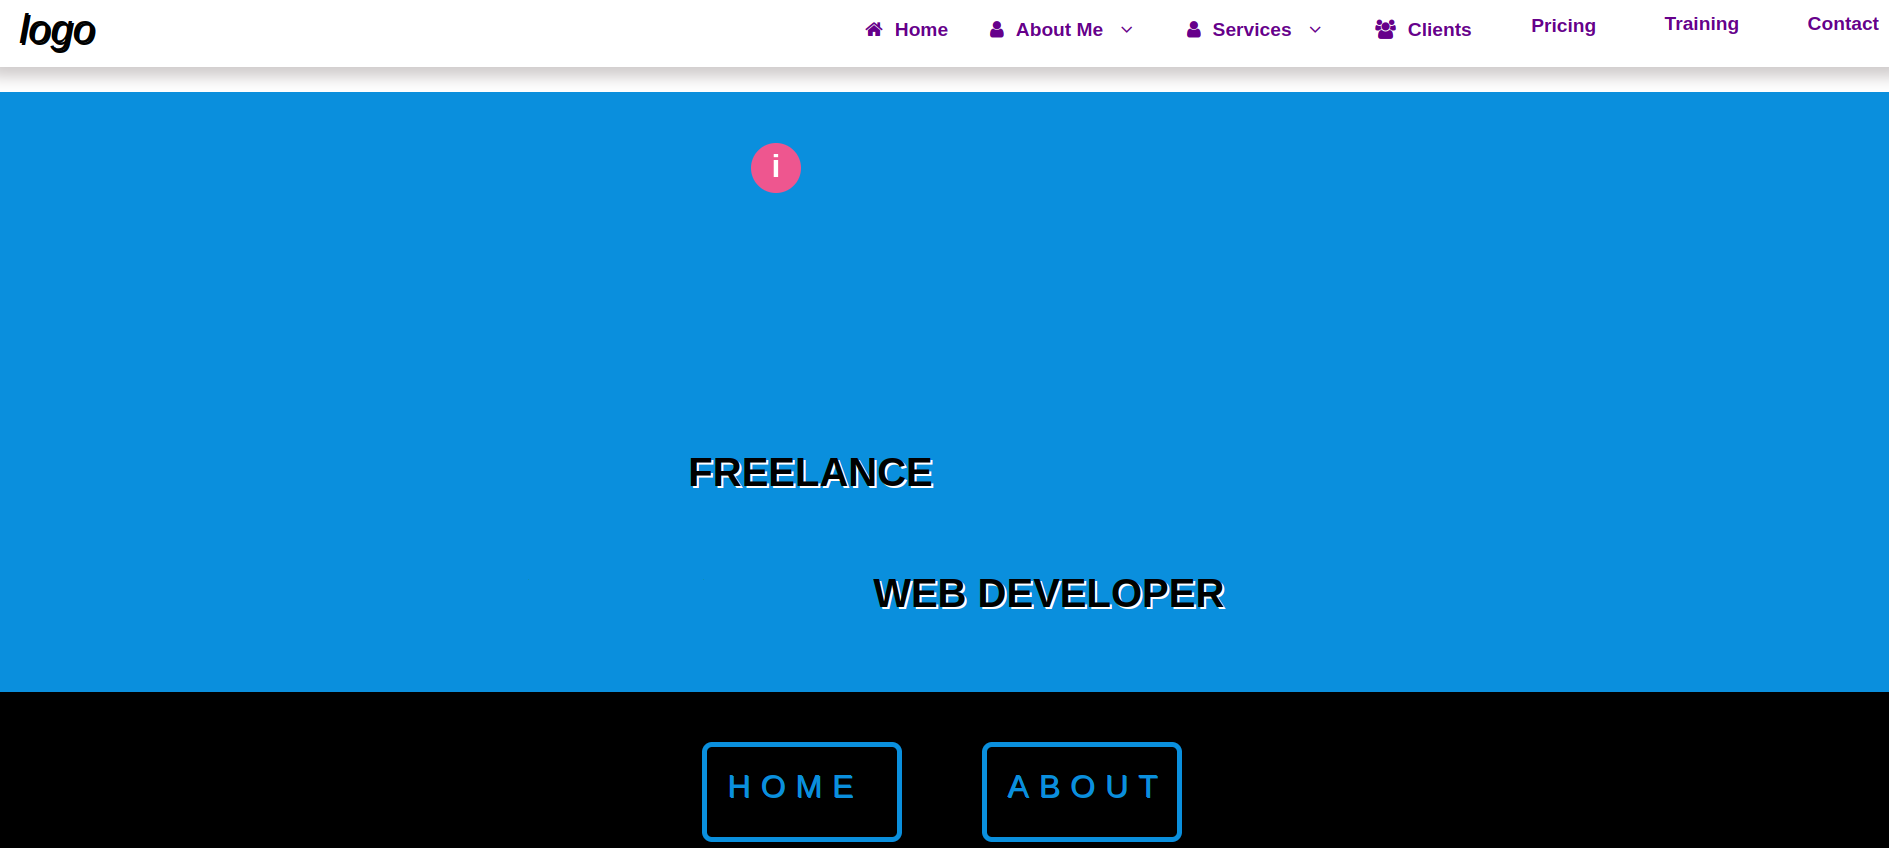 logo
Home About Me Services Clients Pricing Training Contact
i
FREELANCE
WEB DEVELOPER
HOME ABOUT